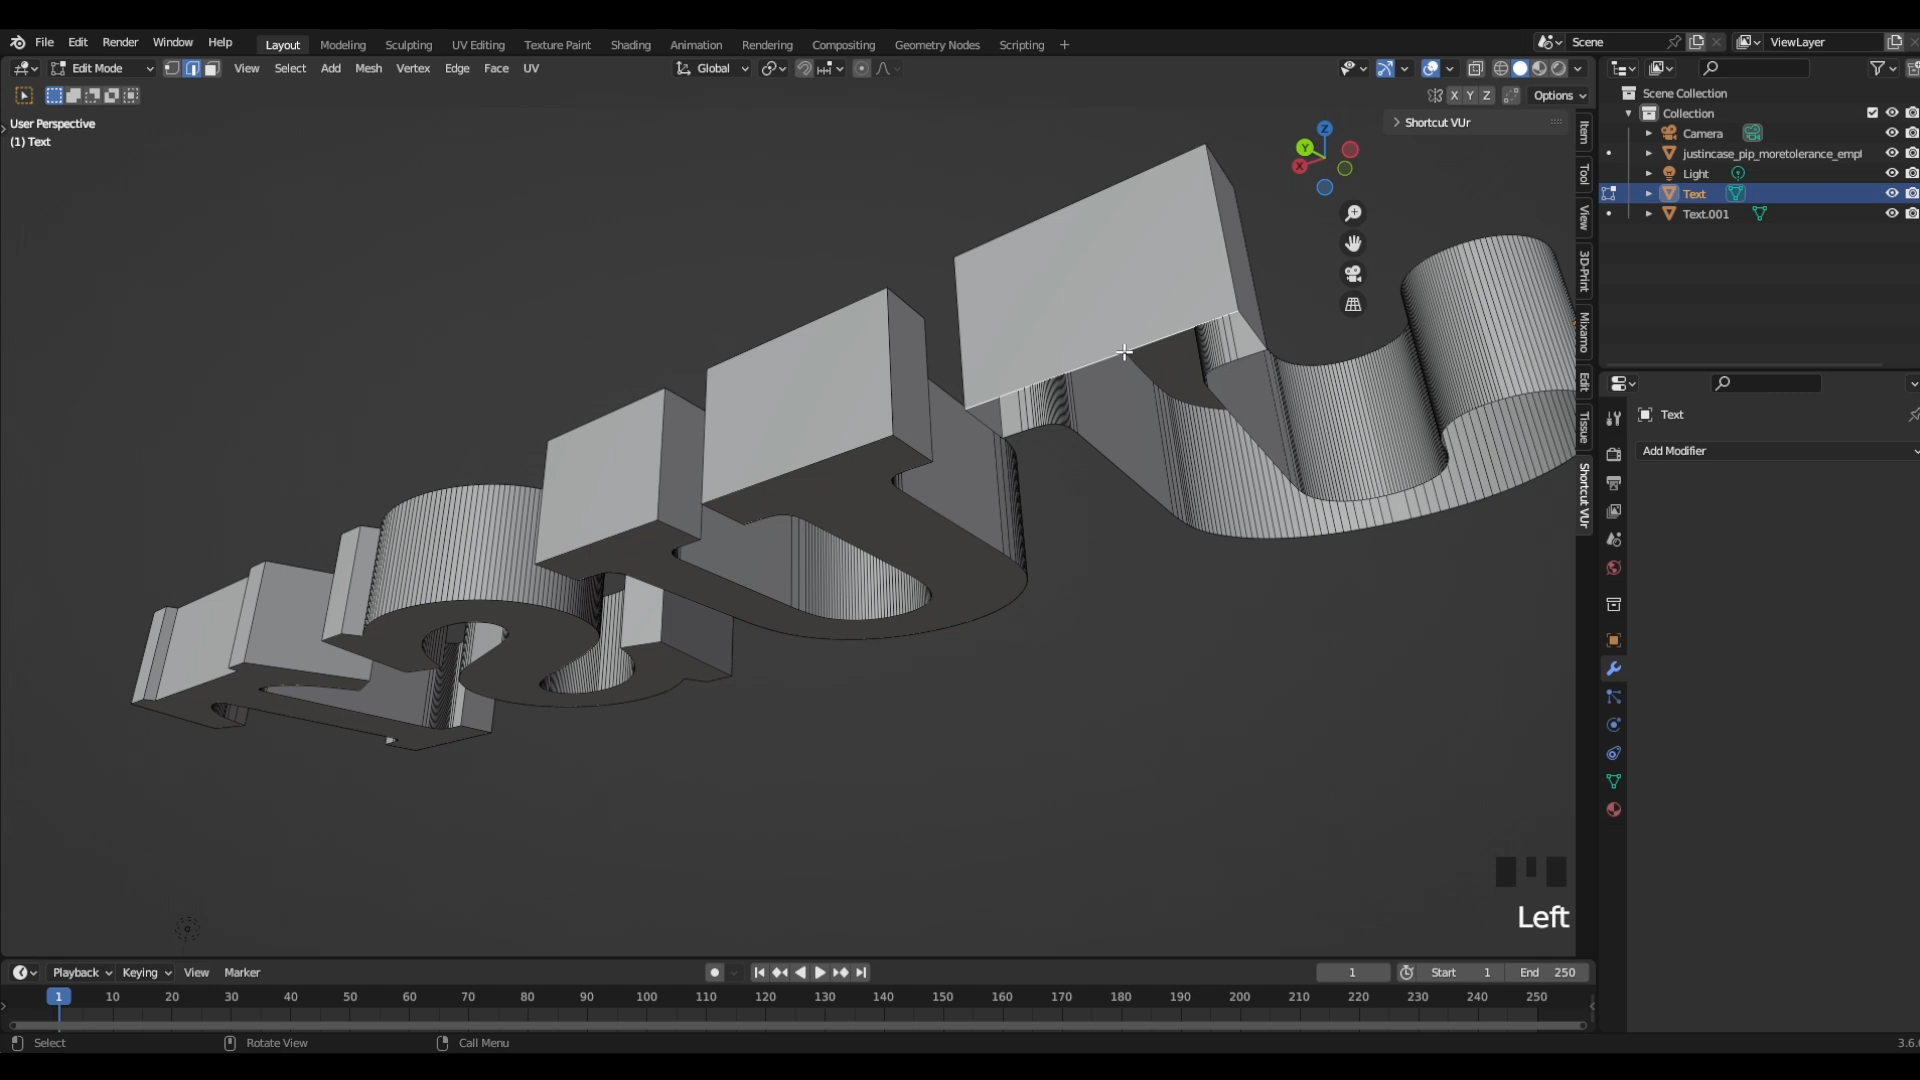 File Edit Render Window Help Layout Modeling Sculpting UV Editing Texture Paint Shading Animation Rendering Compositing Geometry Nodes Scripting + Scene ViewLayer
Edit Mode View Select Add Mesh Vertex Edge Face UV Global
X Y Z Options
User Perspective
(1) Text
Shortcut VUr
Z
Y
X
Item
Tool
View
3D-Print
Mixamo
Edit
Tissue
Shortcut VUr
Scene Collection
Collection
Camera
justincase_pip_moretolerance_empl
Light
Text
Text.001
Text
Add Modifier
Left
Playback Keying View Marker 1 Start 1 End 250
1 10 20 30 40 50 60 70 80 90 100 110 120 130 140 150 160 170 180 190 200 210 220 230 240 250
Select Rotate View Call Menu 3.6.